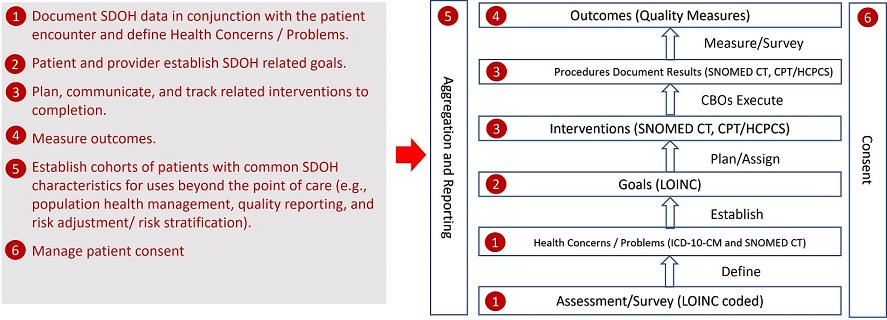 1 Document SDOH data in conjunction with the patient
encounter and define Health Concerns / Problems.
2 Patient and provider establish SDOH related goals.
3 Plan, communicate, and track related interventions to
completion.
4 Measure outcomes.
5 Establish cohorts of patients with common SDOH
characteristics for uses beyond the point of care (e.g.,
population health management, quality reporting, and
risk adjustment/ risk stratification).
6 Manage patient consent
5 Aggregation and Reporting
4 Outcomes (Quality Measures)
Measure/Survey
3 Procedures Document Results (SNOMED CT, CPT/HCPCS)
CBOs Execute
3 Interventions (SNOMED CT, CPT/HCPCS)
Plan/Assign
2 Goals (LOINC)
Establish
1 Health Concerns / Problems (ICD-10-CM and SNOMED CT)
Define
1 Assessment/Survey (LOINC coded)
6 Consent